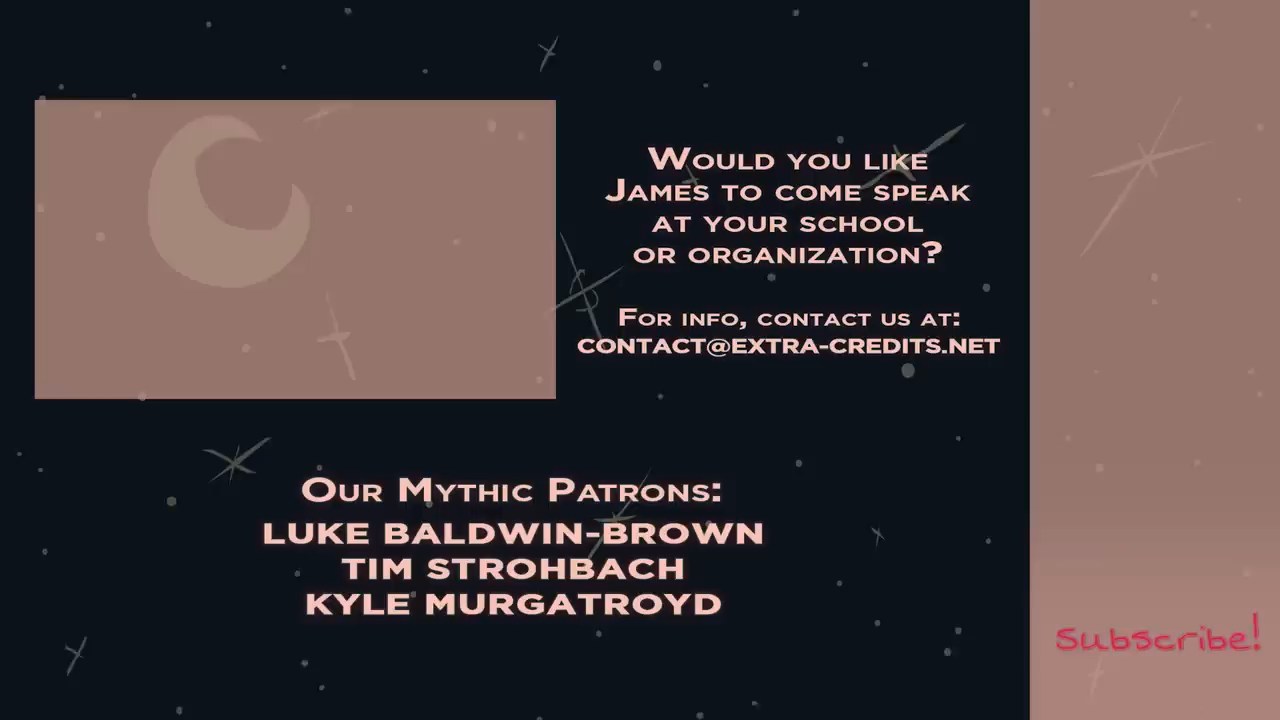 Would you like
James to come speak
at your school
or organization?
For info, contact us at:
contact@extra-credits.net
Our Mythic Patrons:
LUKE BALDWIN-BROWN
TIM STROHBACH
KYLE MURGATROYD
Subscribe!